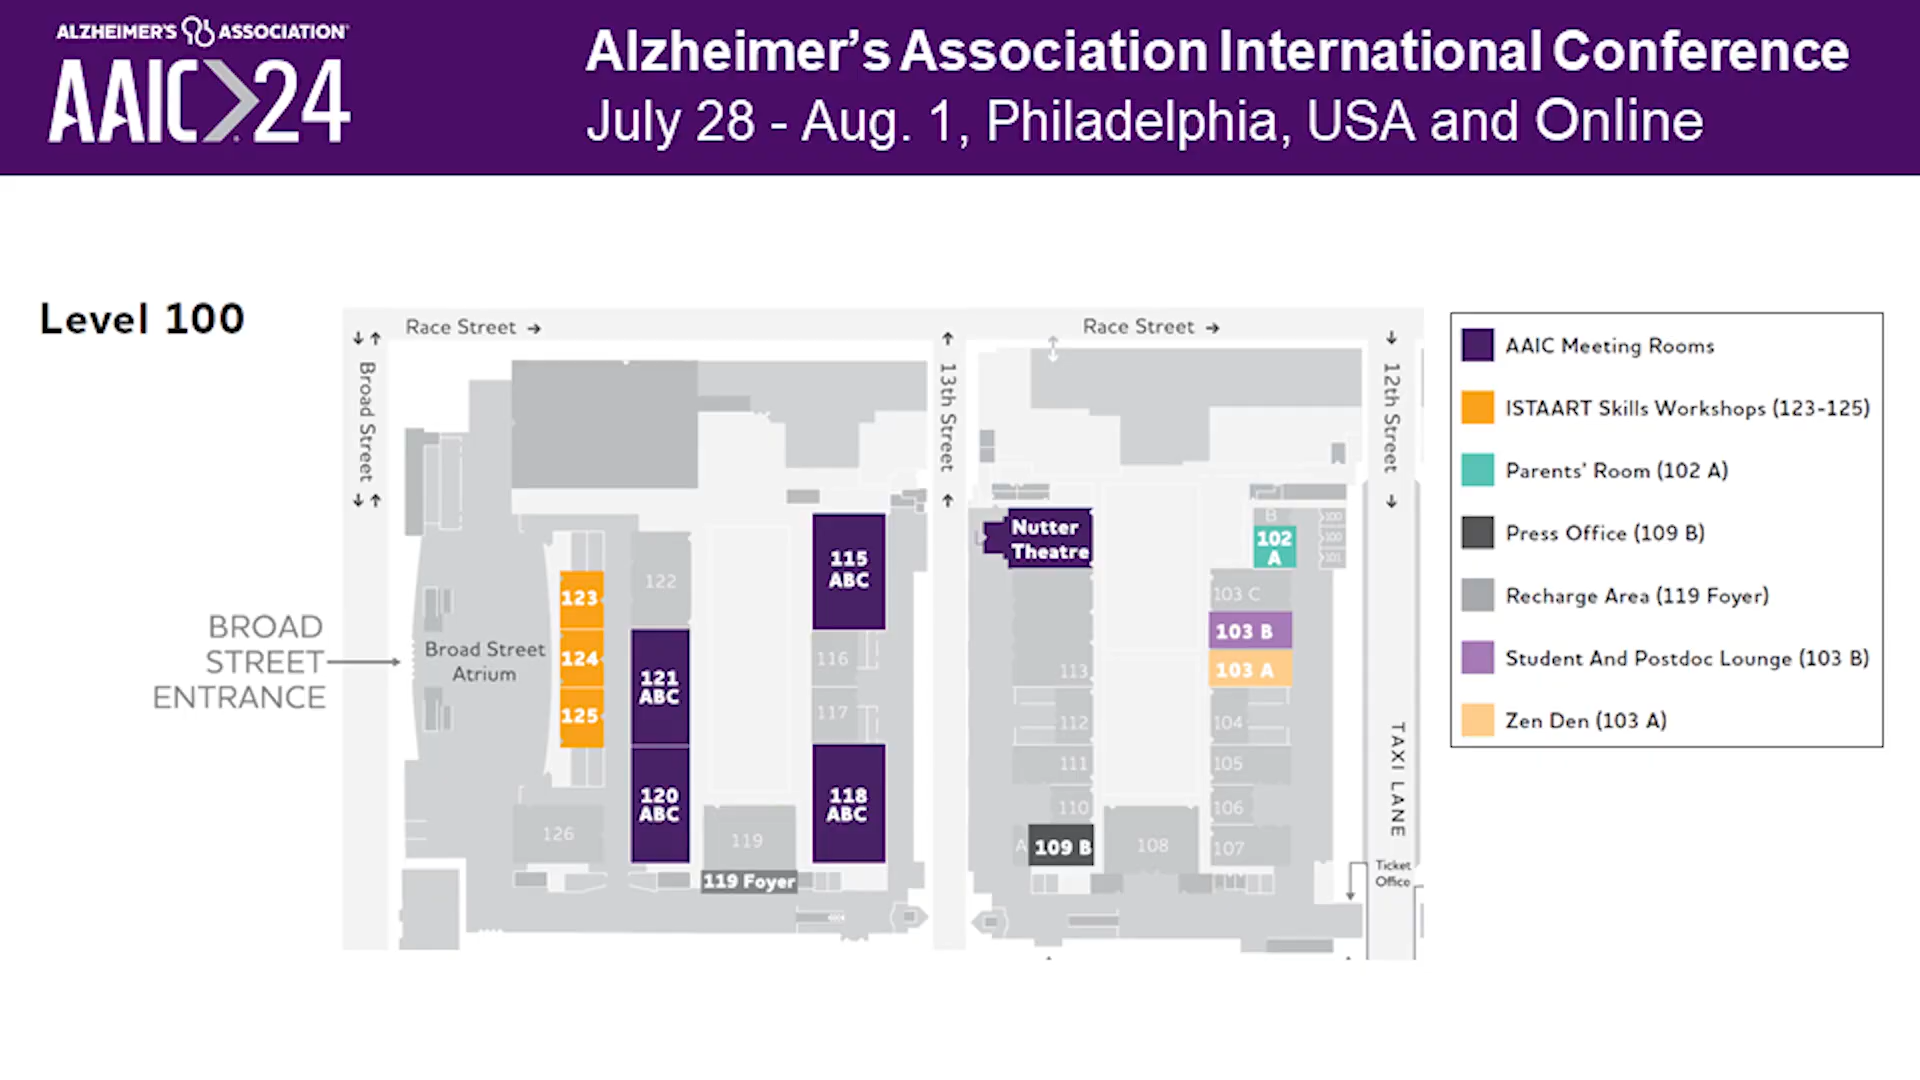 ALZHEIMER'S ASSOCIATION
AAIC 24
Alzheimer's Association International Conference
July 28 - Aug. 1, Philadelphia, USA and Online
Level 100
Race Street →
Race Street →
Broad Street
13th Street
12th Street
BROAD
STREET
ENTRANCE
Broad Street
Atrium
123
124
125
126
122
121
ABC
120
ABC
119
119 Foyer
115
ABC
116
117
118
ABC
Nutter
Theatre
113
112
111
110
A
109 B
108
B
102
A
100
100
101
103 C
103 B
103 A
104
105
106
107
TAXI LANE
Ticket
Office
AAIC Meeting Rooms
ISTAART Skills Workshops (123-125)
Parents' Room (102 A)
Press Office (109 B)
Recharge Area (119 Foyer)
Student And Postdoc Lounge (103 B)
Zen Den (103 A)